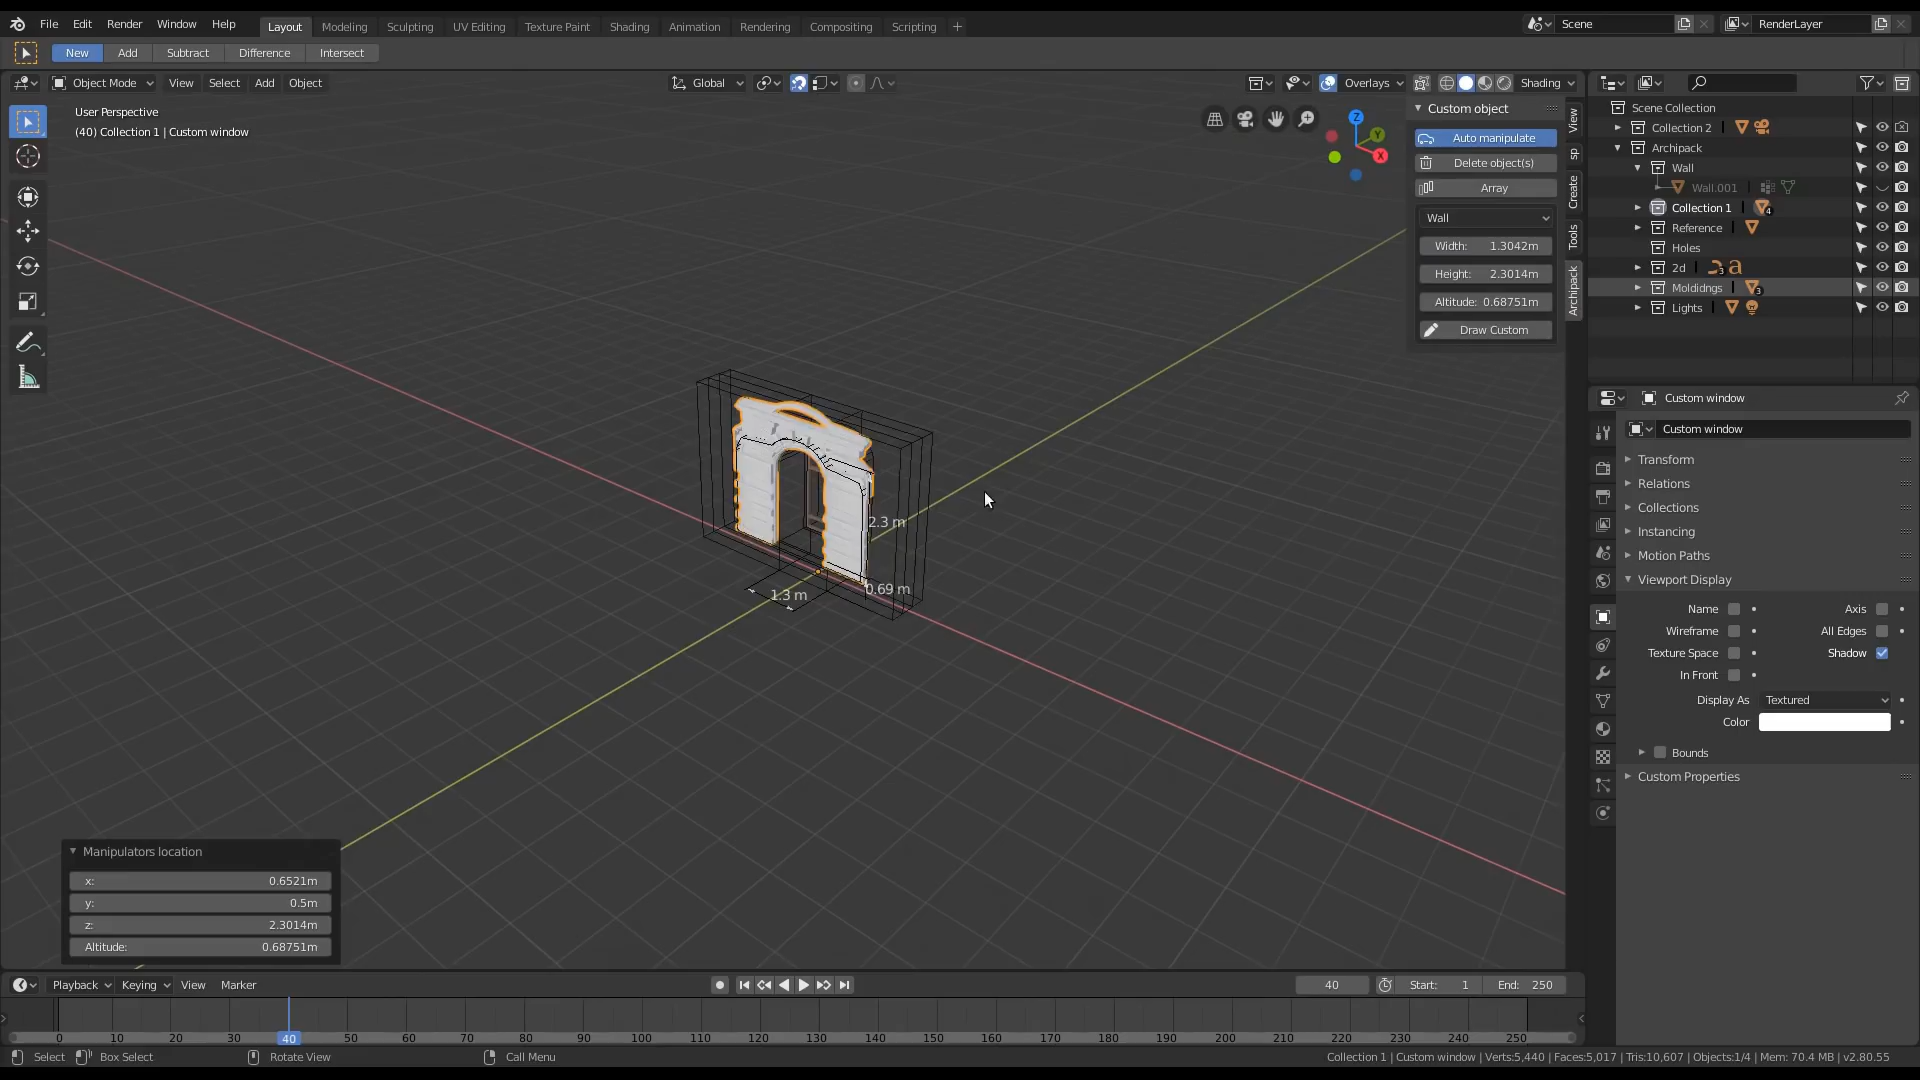 File Edit Render Window Help Layout Modeling Sculpting UV Editing Texture Paint Shading Animation Rendering Compositing Scripting + Scene RenderLayer
New Add Subtract Difference Intersect
Object Mode View Select Add Object Global Overlays Shading
User Perspective
(40) Collection 1 | Custom window
Z
Y
X
Custom object
Auto manipulate
Delete object(s)
Array
Wall
Width: 1.3042m
Height: 2.3014m
Altitude: 0.68751m
Draw Custom
View
sp
Create
Tools
Archipack
Scene Collection
Collection 2
Archipack
Wall
Wall.001
Collection 1 4
Reference
Holes
2d 3 a
Moldidngs 3
Lights
Custom window
Custom window
Transform
Relations
Collections
Instancing
Motion Paths
Viewport Display
Name Axis
Wireframe All Edges
Texture Space Shadow
In Front
Display As Textured
Color
Bounds
Custom Properties
2.3 m
0.69 m
1.3 m
Manipulators location
x: 0.6521m
y: 0.5m
z: 2.3014m
Altitude: 0.68751m
Playback Keying View Marker 40 Start: 1 End: 250
0 10 20 30 40 50 60 70 80 90 100 110 120 130 140 150 160 170 180 190 200 210 220 230 240 250
Select Box Select Rotate View Call Menu Collection 1 | Custom window | Verts:5,440 | Faces:5,017 | Tris:10,607 | Objects:1/4 | Mem: 70.4 MB | v2.80.55